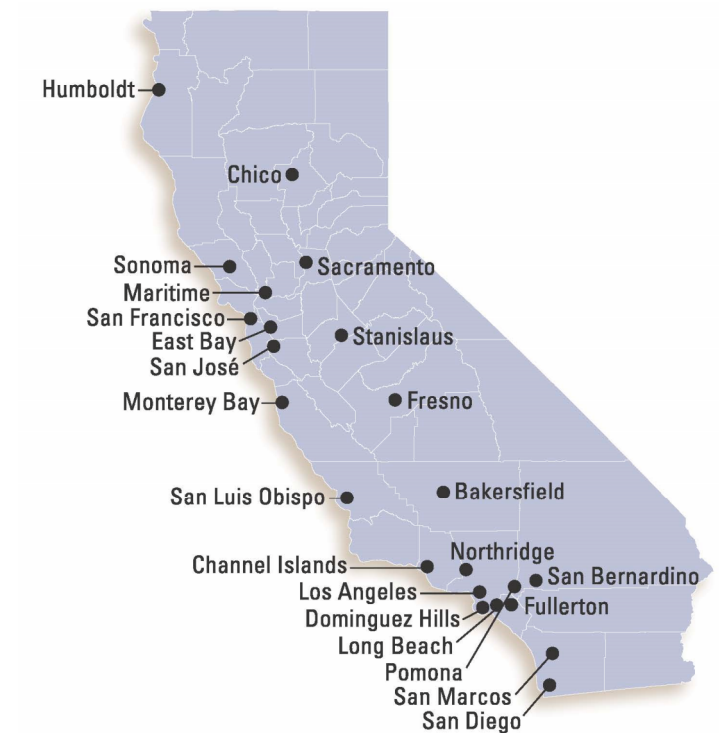 Humboldt
Chico
Sonoma
Sacramento
Maritime
San Francisco
East Bay
Stanislaus
San José
Monterey Bay
Fresno
San Luis Obispo
Bakersfield
Northridge
Channel Islands
San Bernardino
Los Angeles
Fullerton
Dominguez Hills
Long Beach
Pomona
San Marcos
San Diego